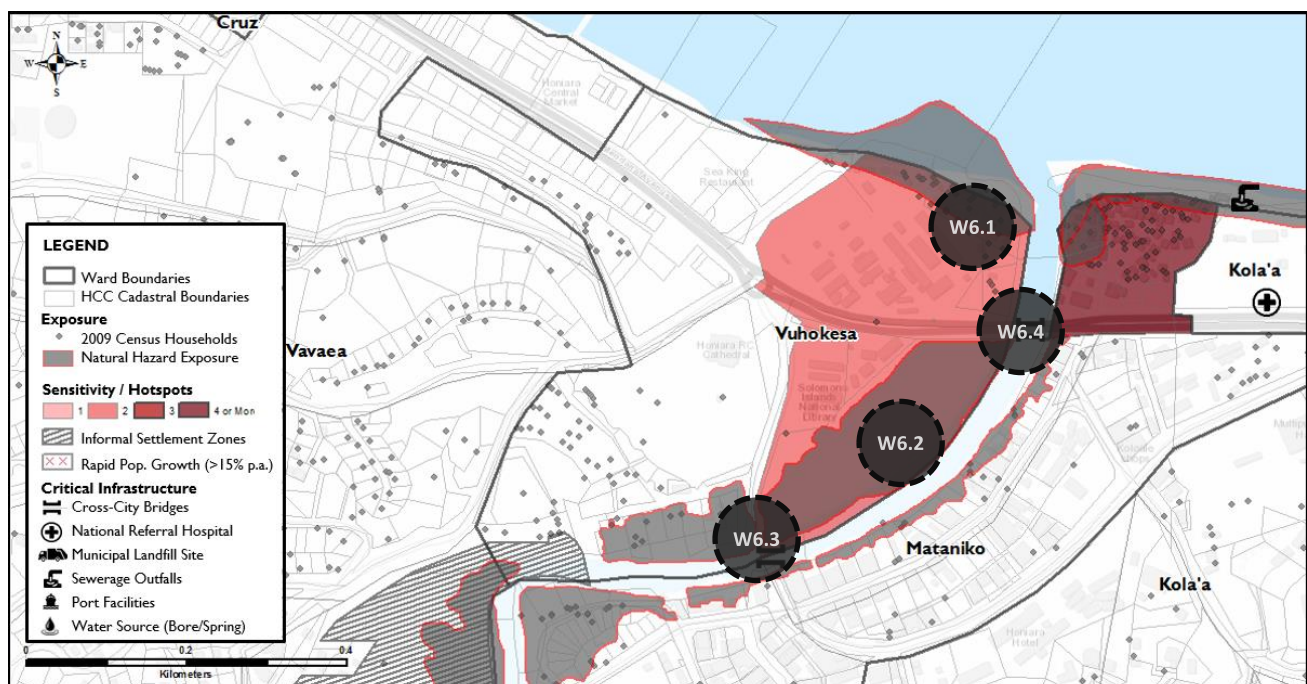 Cruz
N
W E
S
Honiara
Central
Market
Sea King
Restaurant
W6.1
Kola'a
W6.4
Vuhokesa
Vavaea
Honiara RC
Cathedral
Solomon
Islands
National
Library
W6.2
W6.3
Mataniko
Kola'a
Honiara
Hotel
LEGEND
Ward Boundaries
HCC Cadastral Boundaries
Exposure
2009 Census Households
Natural Hazard Exposure
Sensitivity / Hotspots
1 2 3 4 or Mon
Informal Settlement Zones
Rapid Pop. Growth (>15% p.a.)
Critical Infrastructure
Cross-City Bridges
National Referral Hospital
Municipal Landfill Site
Sewerage Outfalls
Port Facilities
Water Source (Bore/Spring)
0 0.2 0.4
Kilometers